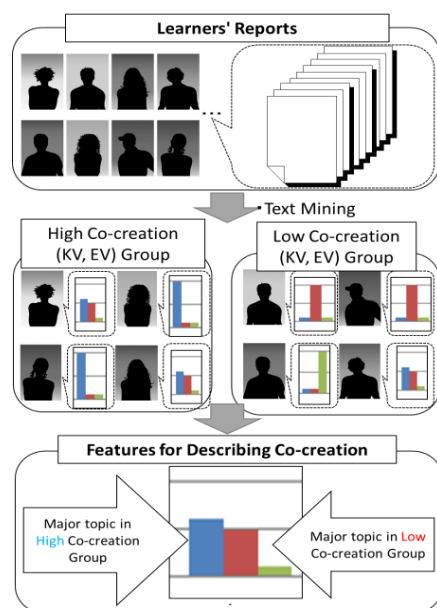 Learners' Reports
...
・Text Mining
High Co-creation
(KV, EV) Group
Low Co-creation
(KV, EV) Group
Features for Describing Co-creation
Major topic in
High Co-creation
Group
Major topic in Low
Co-creation Group